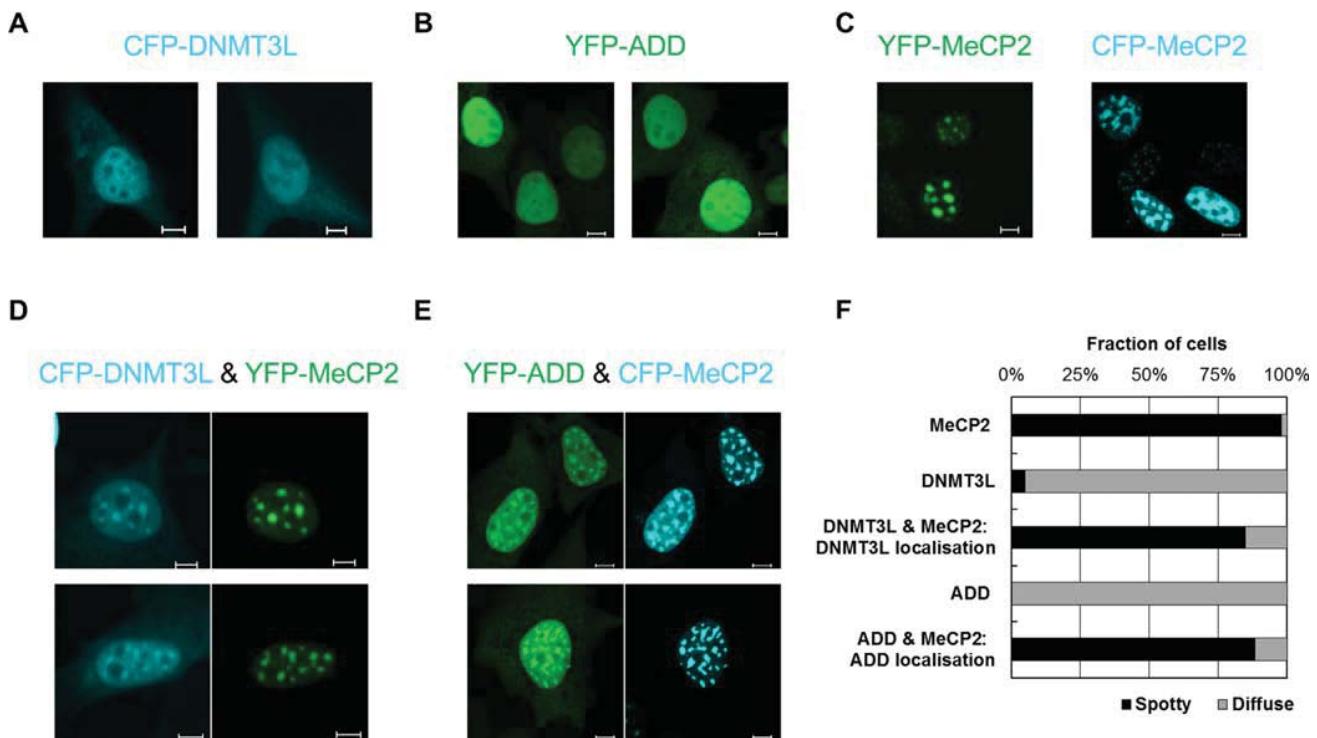 A
CFP-DNMT3L
B
YFP-ADD
C
YFP-MeCP2
CFP-MeCP2
D
CFP-DNMT3L & YFP-MeCP2
E
YFP-ADD & CFP-MeCP2
F
Fraction of cells
0% 25% 50% 75% 100%
MeCP2
DNMT3L
DNMT3L & MeCP2:
DNMT3L localisation
ADD
ADD & MeCP2:
ADD localisation
Spotty Diffuse